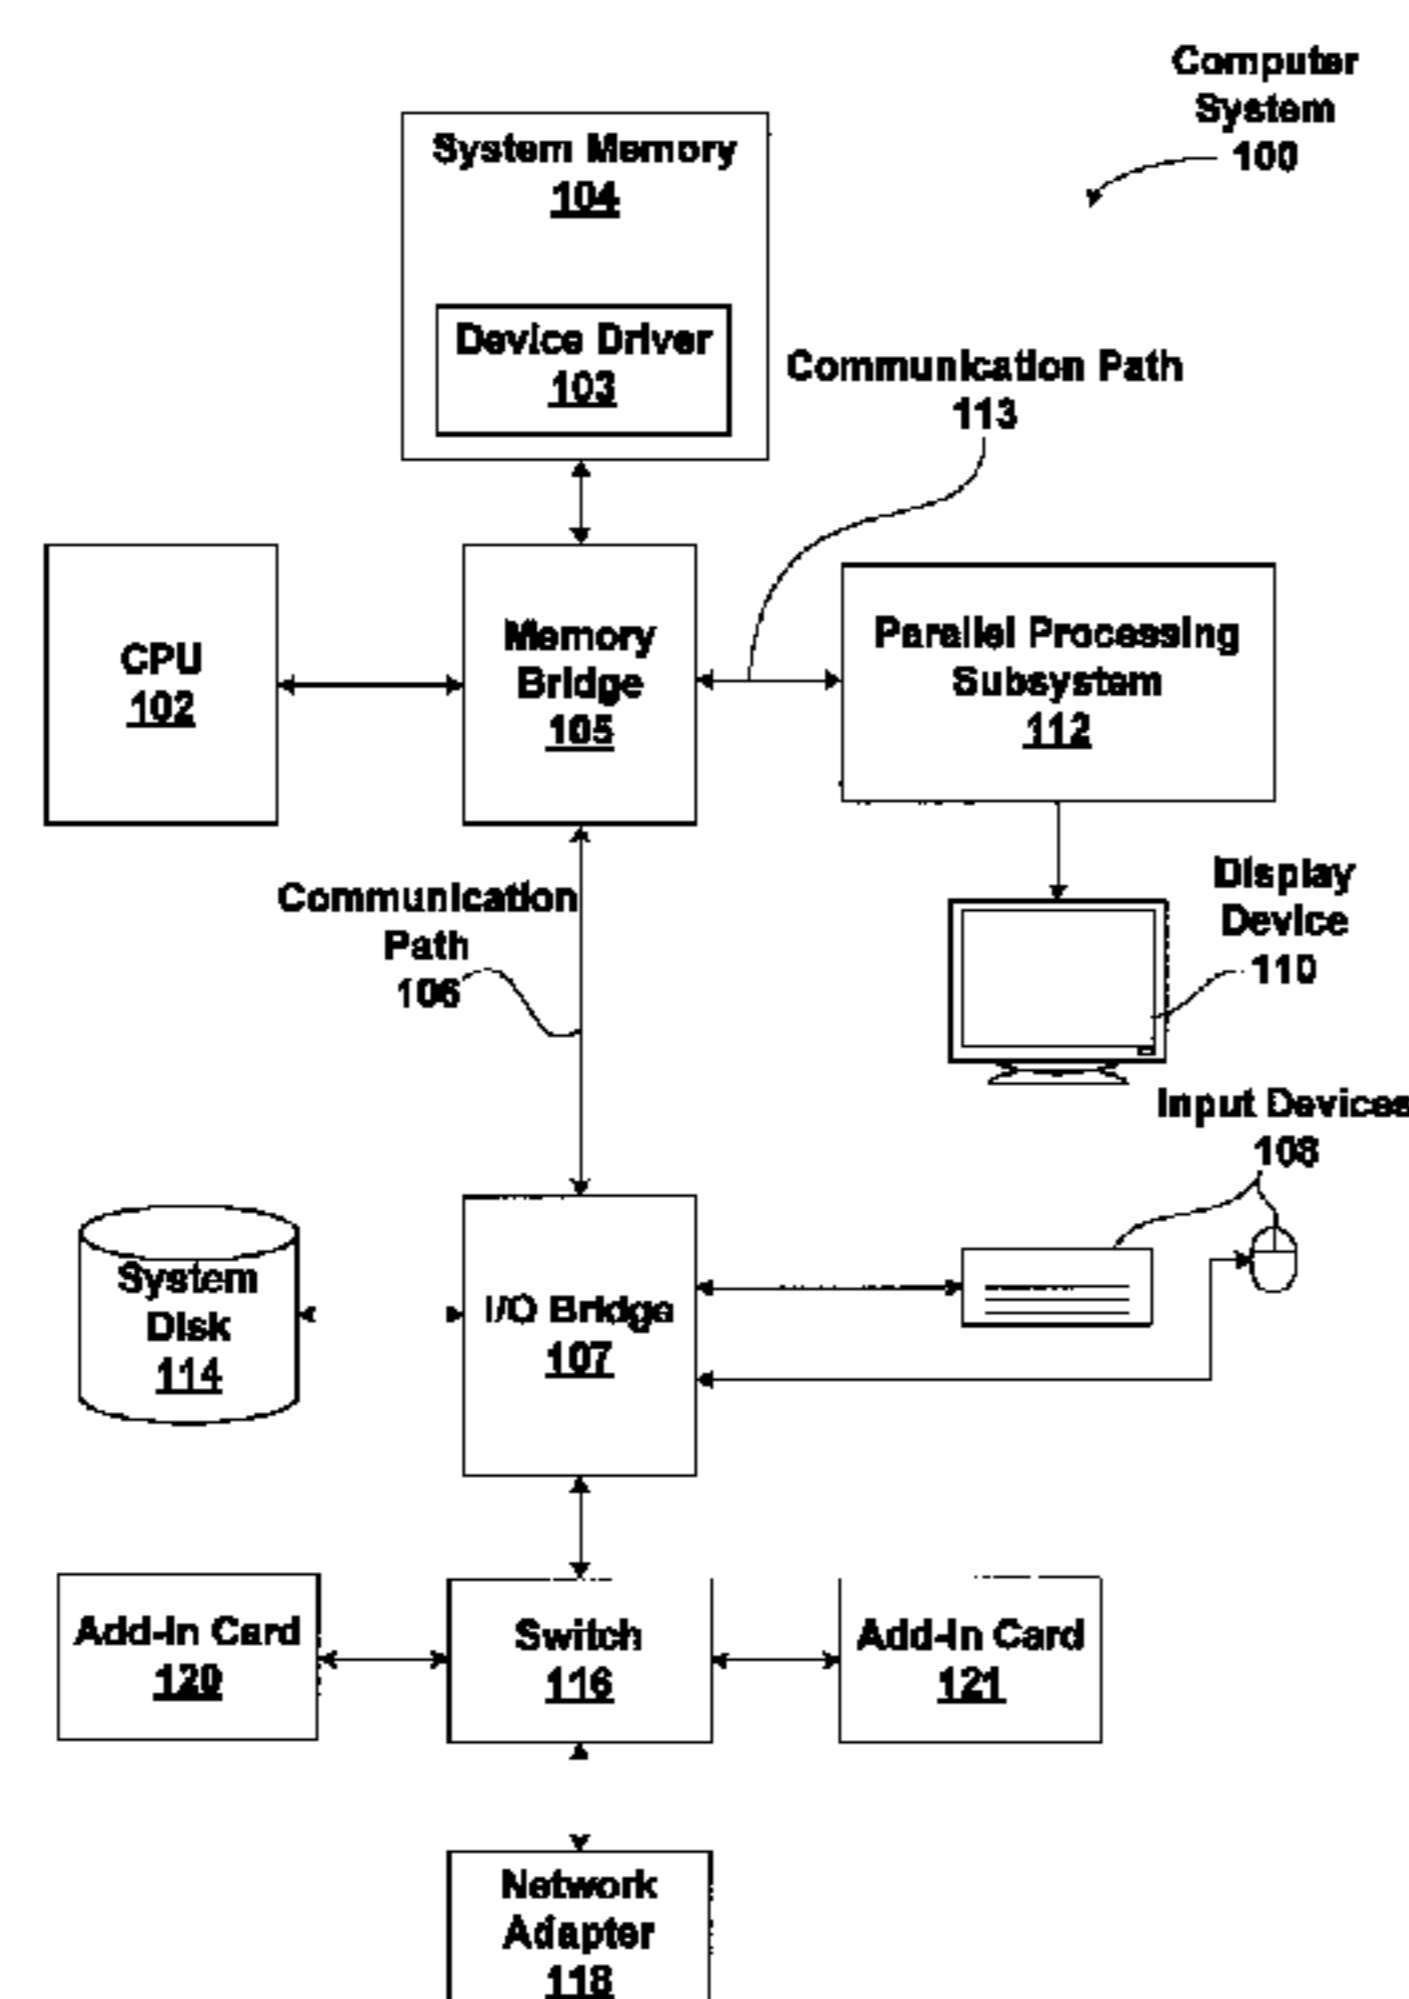 Computer
System
100
System Memory
104
Device Driver
103
Communication Path
113
CPU
102
Memory
Bridge
105
Parallel Processing
Subsystem
112
Communication
Path
106
Display
Device
110
Input Devices
108
System
Disk
114
I/O Bridge
107
Add-In Card
120
Switch
116
Add-In Card
121
Network
Adapter
118